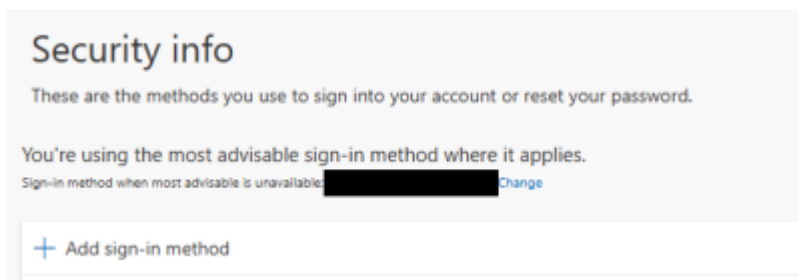 Security info
These are the methods you use to sign into your account or reset your password.
You're using the most advisable sign-in method where it applies.
Sign-in method when most advisable is unavailable: Change
+ Add sign-in method